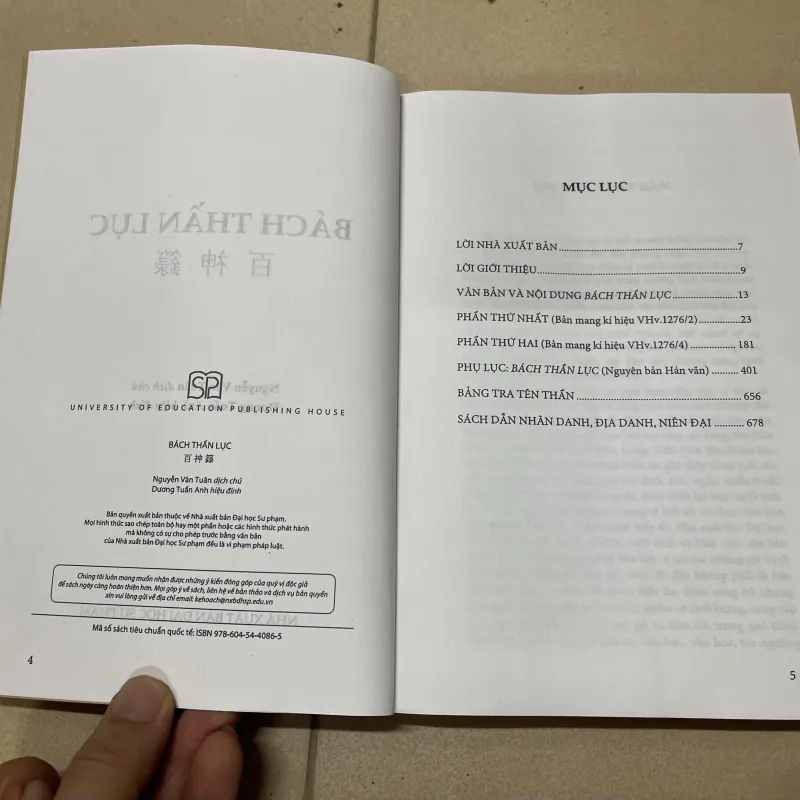 SP
UNIVERSITY OF EDUCATION PUBLISHING HOUSE
BÁCH THẦN LỤC
百神籙
Nguyễn Văn Tuân dịch chú
Dương Tuấn Anh hiệu đính
Bản quyền xuất bản thuộc về Nhà xuất bản Đại học Sư phạm.
Mọi hình thức sao chép toàn bộ hay một phần hoặc các hình thức phát hành
mà không có sự cho phép trước bằng văn bản
của Nhà xuất bản Đại học Sư phạm đều là vi phạm pháp luật.
Chúng tôi luôn mong muốn nhận được những ý kiến đóng góp của quý vị độc giả
để sách ngày càng hoàn thiện hơn. Mọi góp ý về sách, liên hệ về bản thảo và dịch vụ bản quyền
xin vui lòng gửi về địa chỉ email: kehoach@nxbdhsp.edu.vn
Mã số sách tiêu chuẩn quốc tế: ISBN 978-604-54-4086-5
4
MỤC LỤC
LỜI NHÀ XUẤT BẢN ........ 7
LỜI GIỚI THIỆU ........ 9
VĂN BẢN VÀ NỘI DUNG BÁCH THẦN LỤC ........ 13
PHẦN THỨ NHẤT (Bản mang kí hiệu VHv.1276/2) ........ 23
PHẦN THỨ HAI (Bản mang kí hiệu VHv.1276/4) ........ 181
PHỤ LỤC: BÁCH THẦN LỤC (Nguyên bản Hán văn) ........ 401
BẢNG TRA TÊN THẦN ........ 656
SÁCH DẪN NHÂN DANH, ĐỊA DANH, NIÊN ĐẠI ........ 678
5